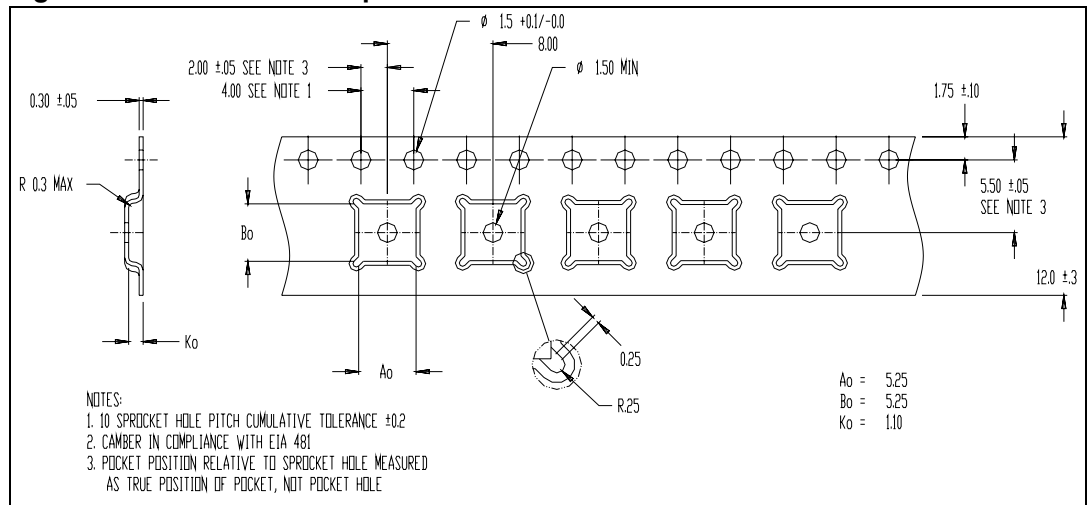 ϕ 1.5 +0.1/-0.0
8.00
2.00 ±.05 SEE NOTE 3
ϕ 1.50 MIN
4.00 SEE NOTE 1
0.30 ±.05
1.75 ±.10
R 0.3 MAX
5.50 ±.05
SEE NOTE 3
Bo
12.0 ±.3
Ko
Ao
0.25
R.25
Ao = 5.25
Bo = 5.25
Ko = 1.10
NOTES:
1. 10 SPROCKET HOLE PITCH CUMULATIVE TOLERANCE ±0.2
2. CAMBER IN COMPLIANCE WITH EIA 481
3. POCKET POSITION RELATIVE TO SPROCKET HOLE MEASURED
AS TRUE POSITION OF POCKET, NOT POCKET HOLE